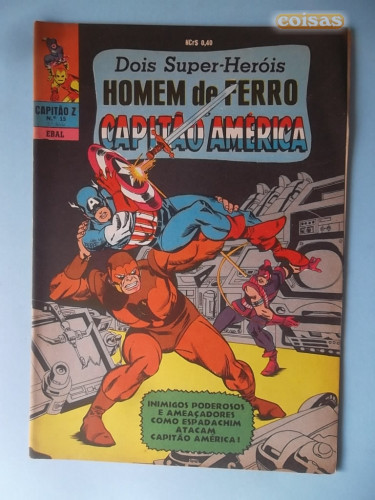 coisas
NCr$ 0,40
Dois Super-Heróis
HOMEM de FERRO
CAPITÃO AMÉRICA
CAPITÃO Z
N.º 15
EBAL
INIMIGOS PODEROSOS
E AMEAÇADORES
COMO ESPADACHIM
ATACAM
CAPITÃO AMÉRICA!